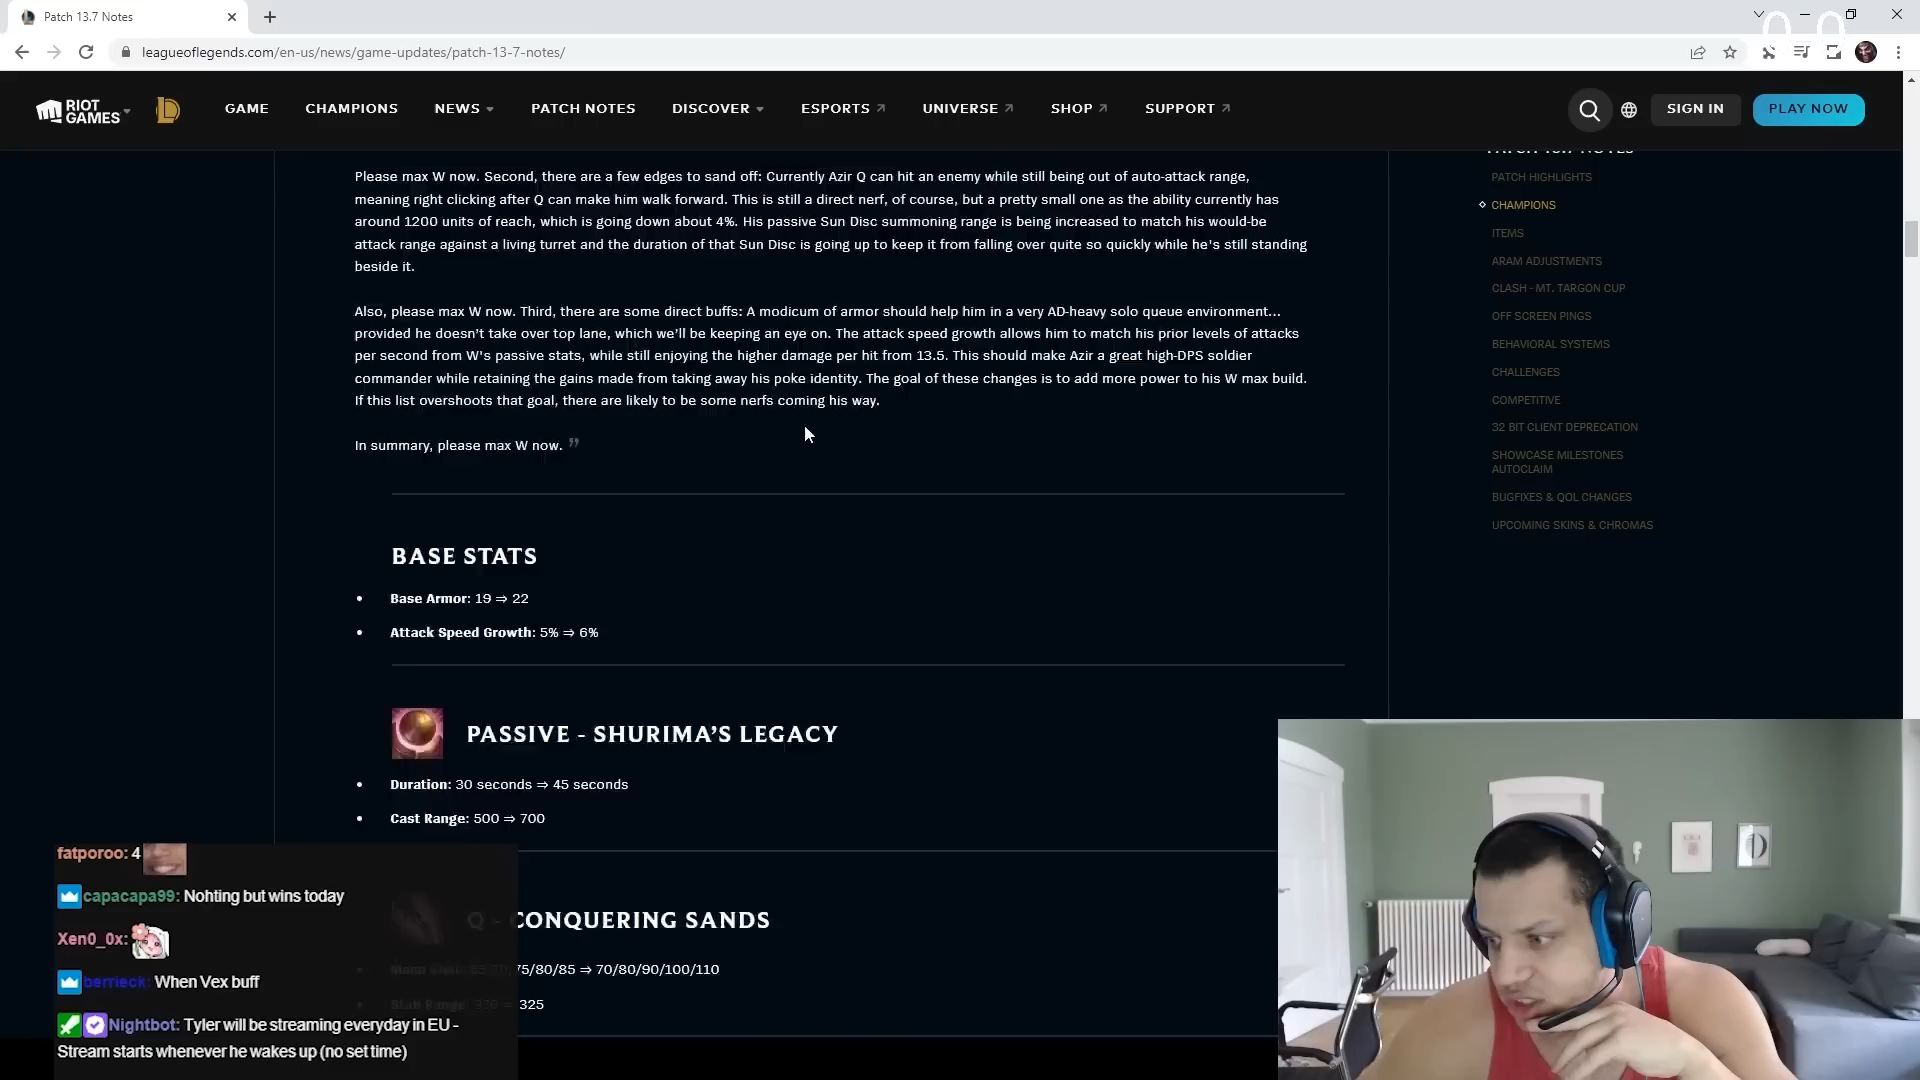 Patch 13.7 Notes
leagueoflegends.com/en-us/news/game-updates/patch-13-7-notes/
RIOT GAMES
GAME
CHAMPIONS
NEWS
PATCH NOTES
DISCOVER
ESPORTS
UNIVERSE
SHOP
SUPPORT
SIGN IN
PLAY NOW
Please max W now. Second, there are a few edges to sand off: Currently Azir Q can hit an enemy while still being out of auto-attack range,
meaning right clicking after Q can make him walk forward. This is still a direct nerf, of course, but a pretty small one as the ability currently has
around 1200 units of reach, which is going down about 4%. His passive Sun Disc summoning range is being increased to match his would-be
attack range against a living turret and the duration of that Sun Disc is going up to keep it from falling over quite so quickly while he's still standing
beside it.
Also, please max W now. Third, there are some direct buffs: A modicum of armor should help him in a very AD-heavy solo queue environment…
provided he doesn't take over top lane, which we'll be keeping an eye on. The attack speed growth allows him to match his prior levels of attacks
per second from W's passive stats, while still enjoying the higher damage per hit from 13.5. This should make Azir a great high-DPS soldier
commander while retaining the gains made from taking away his poke identity. The goal of these changes is to add more power to his W max build.
If this list overshoots that goal, there are likely to be some nerfs coming his way.
In summary, please max W now. ”
BASE STATS
• Base Armor: 19 ⇒ 22
• Attack Speed Growth: 5% ⇒ 6%
PASSIVE - SHURIMA'S LEGACY
• Duration: 30 seconds ⇒ 45 seconds
• Cast Range: 500 ⇒ 700
Q - CONQUERING SANDS
75/80/85 ⇒ 70/80/90/100/110
325
PATCH 13.7 NOTES
PATCH HIGHLIGHTS
CHAMPIONS
ITEMS
ARAM ADJUSTMENTS
CLASH - MT. TARGON CUP
OFF SCREEN PINGS
BEHAVIORAL SYSTEMS
CHALLENGES
COMPETITIVE
32 BIT CLIENT DEPRECATION
SHOWCASE MILESTONES
AUTOCLAIM
BUGFIXES & QOL CHANGES
UPCOMING SKINS & CHROMAS
fatporoo: 4
capacapa99: Nohting but wins today
Xen0_0x:
berrieck: When Vex buff
Nightbot: Tyler will be streaming everyday in EU -
Stream starts whenever he wakes up (no set time)